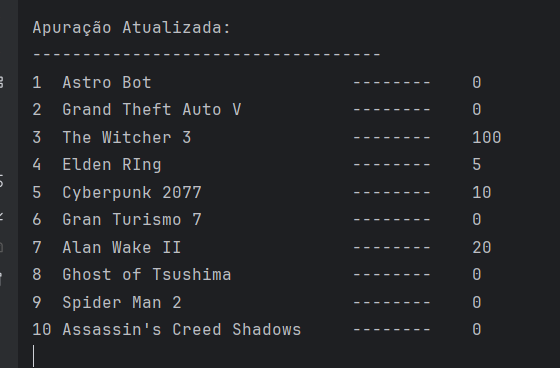 Apuração Atualizada:
-----------------------------------
1 Astro Bot -------- 0
2 Grand Theft Auto V -------- 0
3 The Witcher 3 -------- 100
4 Elden RIng -------- 5
5 Cyberpunk 2077 -------- 10
6 Gran Turismo 7 -------- 0
7 Alan Wake II -------- 20
8 Ghost of Tsushima -------- 0
9 Spider Man 2 -------- 0
10 Assassin's Creed Shadows -------- 0